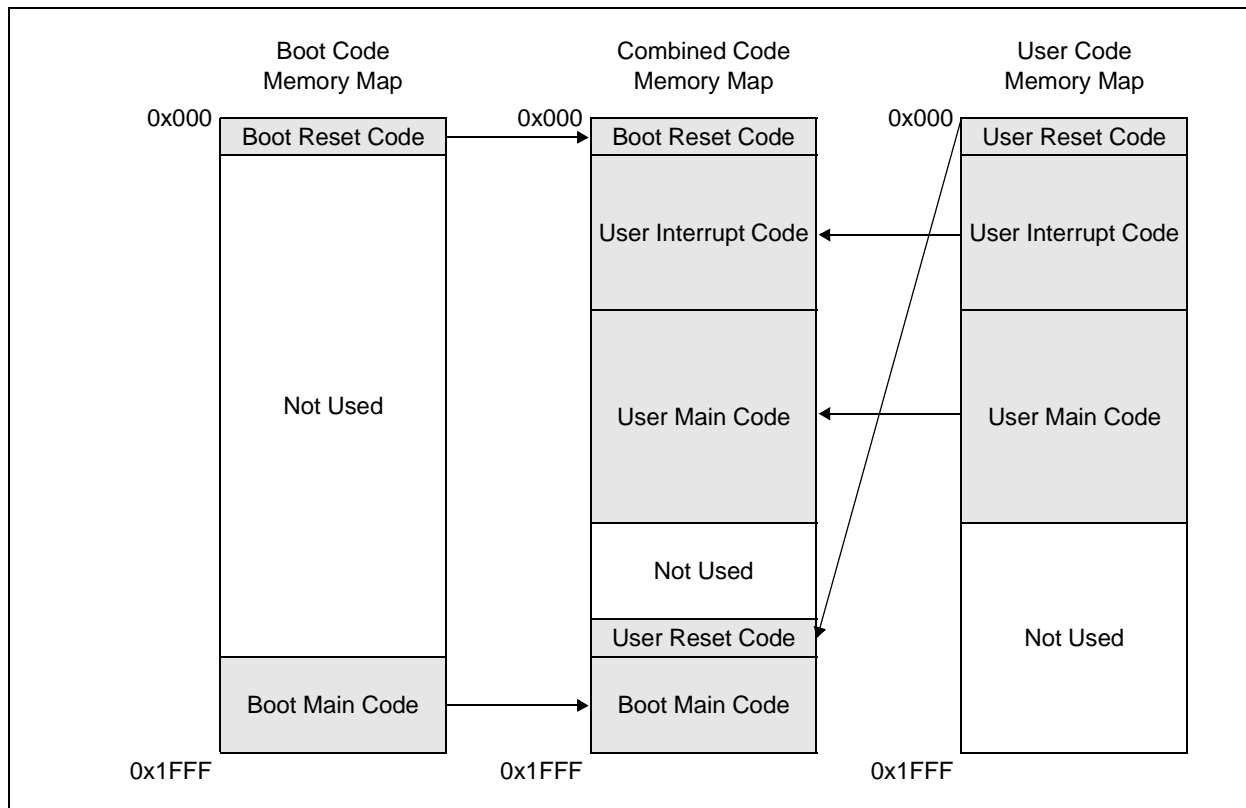 Boot Code
Memory Map
Combined Code
Memory Map
User Code
Memory Map
0x000
Boot Reset Code
0x000
Boot Reset Code
0x000
User Reset Code
User Interrupt Code
User Interrupt Code
Not Used
User Main Code
User Main Code
Not Used
User Reset Code
Not Used
Boot Main Code
Boot Main Code
0x1FFF
0x1FFF
0x1FFF